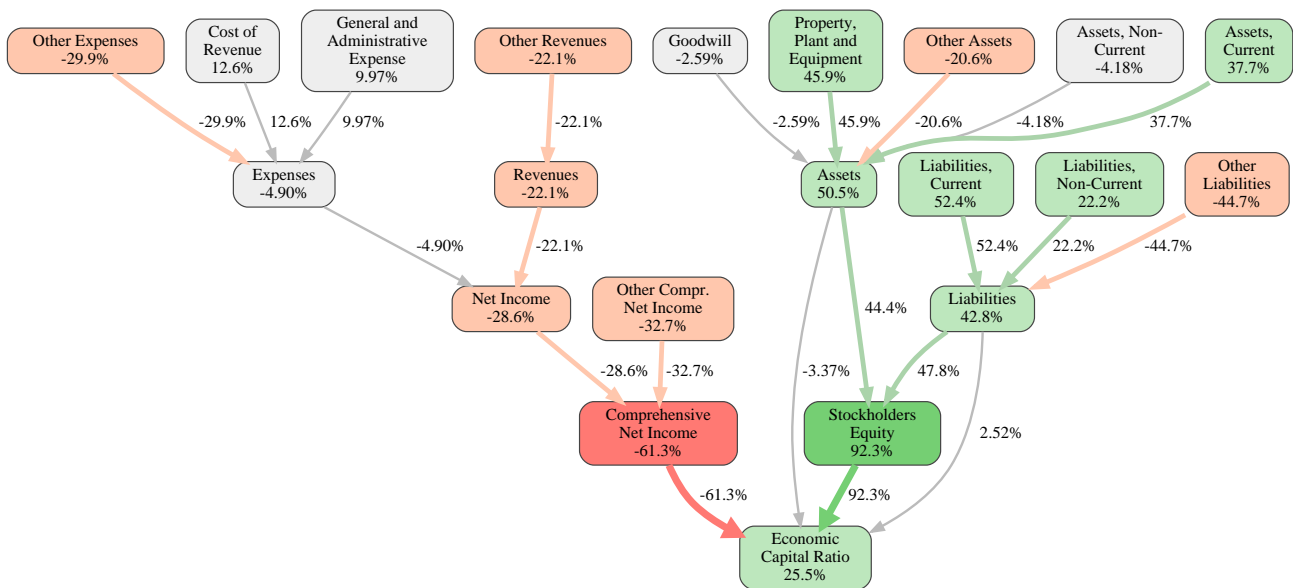 Other Expenses
-29.9%
Cost of
Revenue
12.6%
General and
Administrative
Expense
9.97%
Other Revenues
-22.1%
Goodwill
-2.59%
Property,
Plant and
Equipment
45.9%
Other Assets
-20.6%
Assets, Non-
Current
-4.18%
Assets,
Current
37.7%
-29.9%
12.6%
9.97%
-22.1%
-2.59%
45.9%
-20.6%
-4.18%
37.7%
Expenses
-4.90%
Revenues
-22.1%
Assets
50.5%
Liabilities,
Current
52.4%
Liabilities,
Non-Current
22.2%
Other
Liabilities
-44.7%
-4.90%
-22.1%
52.4%
22.2%
-44.7%
Net Income
-28.6%
Other Compr.
Net Income
-32.7%
44.4%
Liabilities
42.8%
-28.6%
-32.7%
-3.37%
47.8%
Comprehensive
Net Income
-61.3%
Stockholders
Equity
92.3%
2.52%
-61.3%
92.3%
Economic
Capital Ratio
25.5%